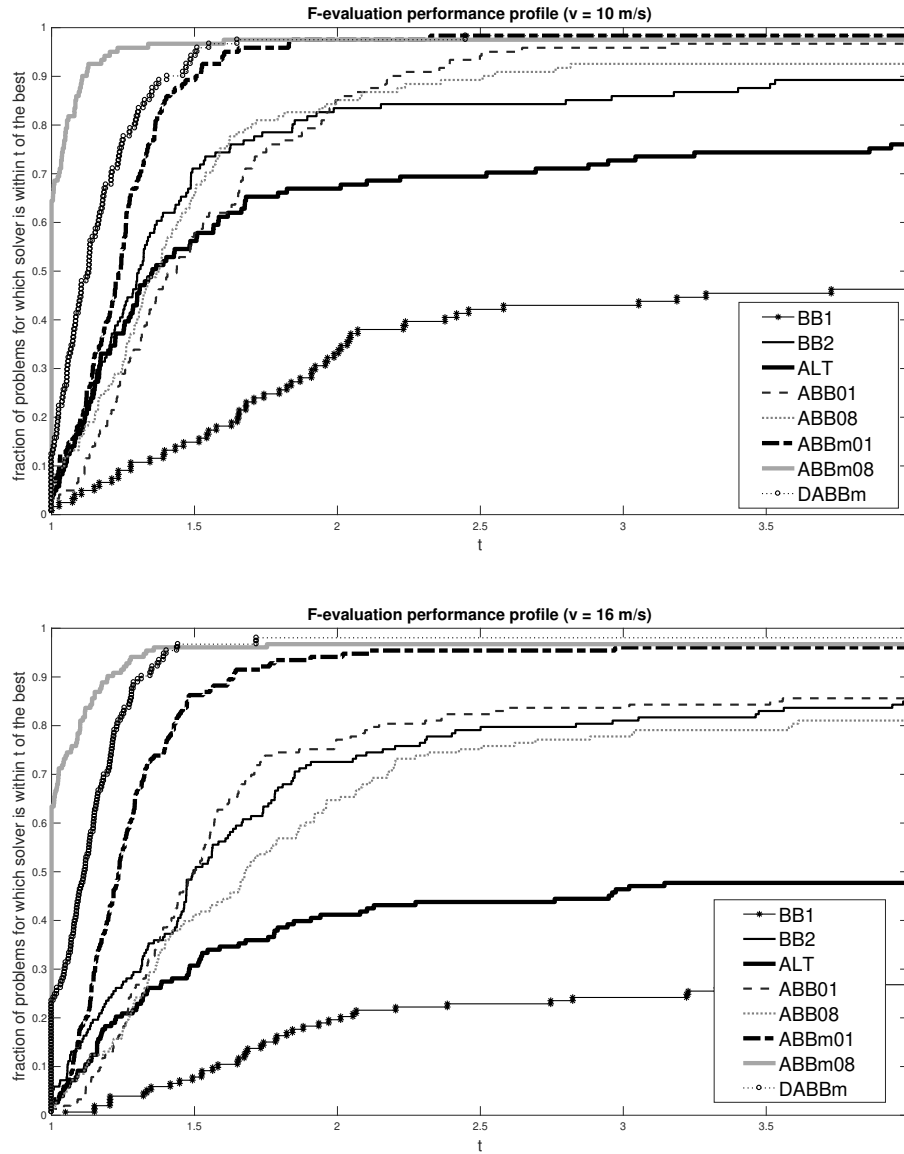 F-evaluation performance profile (v = 10 m/s)
fraction of problems for which solver is within t of the best
1
0.9
0.8
0.7
0.6
0.5
0.4
0.3
0.2
0.1
0
1
1.5
2
2.5
3
3.5
t
BB1
BB2
ALT
ABB01
ABB08
ABBm01
ABBm08
DABBm
F-evaluation performance profile (v = 16 m/s)
fraction of problems for which solver is within t of the best
1
0.9
0.8
0.7
0.6
0.5
0.4
0.3
0.2
0.1
0
1
1.5
2
2.5
3
3.5
t
BB1
BB2
ALT
ABB01
ABB08
ABBm01
ABBm08
DABBm